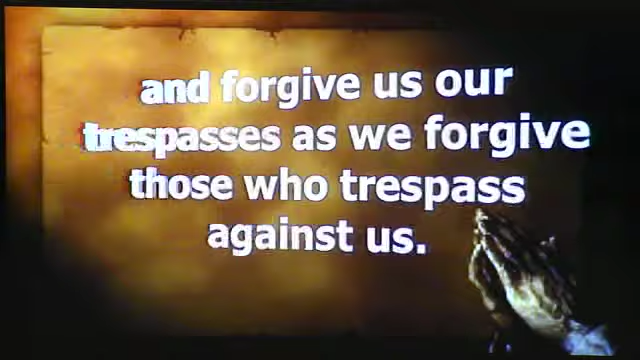 and forgive us our
trespasses as we forgive
those who trespass
against us.